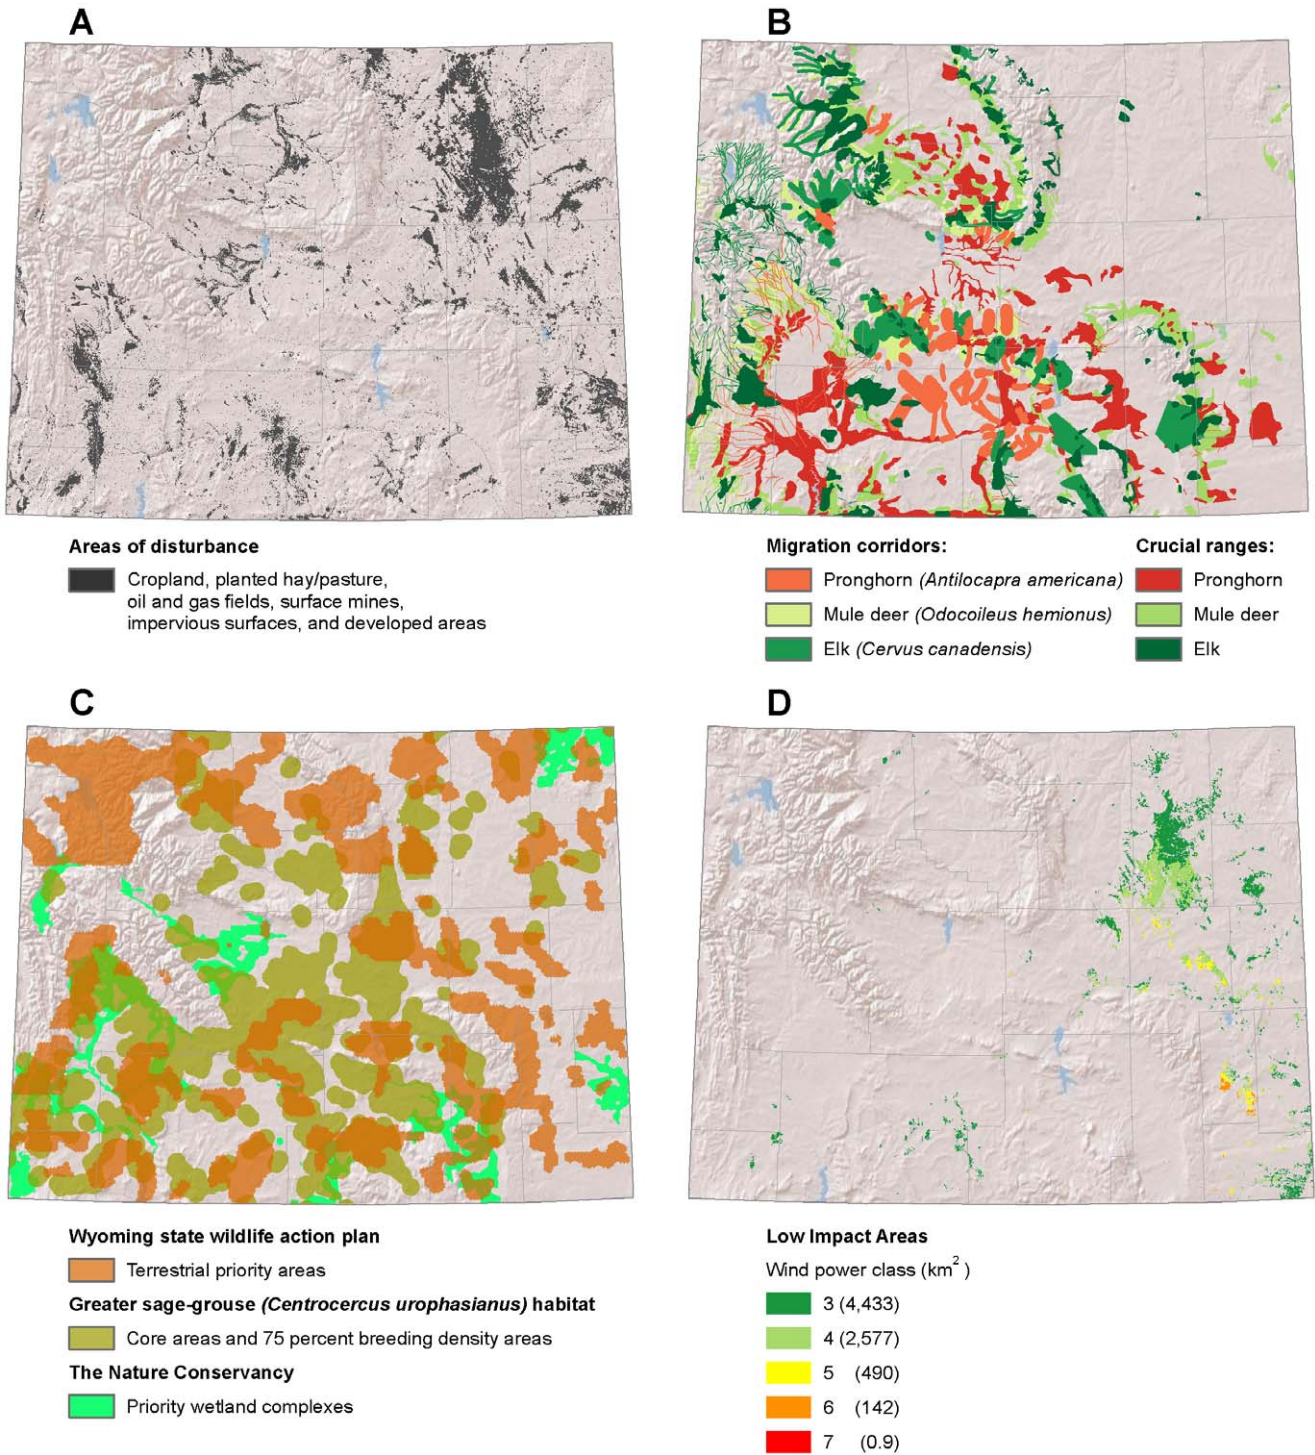 A
B
Areas of disturbance
Cropland, planted hay/pasture,
oil and gas fields, surface mines,
impervious surfaces, and developed areas
Migration corridors:
Pronghorn (Antilocapra americana)
Mule deer (Odocoileus hemionus)
Elk (Cervus canadensis)
Crucial ranges:
Pronghorn
Mule deer
Elk
C
D
Wyoming state wildlife action plan
Terrestrial priority areas
Greater sage-grouse (Centrocercus urophasianus) habitat
Core areas and 75 percent breeding density areas
The Nature Conservancy
Priority wetland complexes
Low Impact Areas
Wind power class (km²)
3 (4,433)
4 (2,577)
5 (490)
6 (142)
7 (0.9)